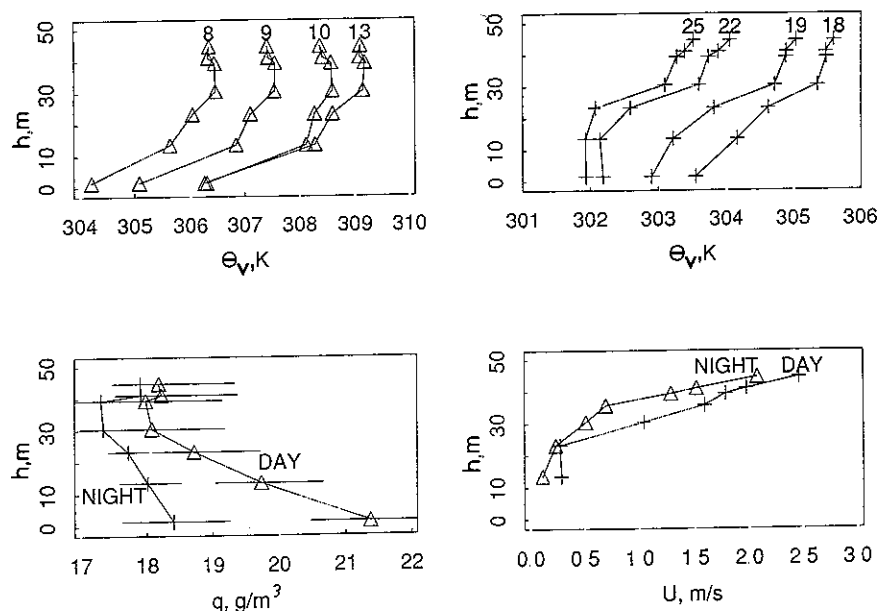 8 9 10 13
50
30
10
0
h,m
304 305 306 307 308 309 310
Θv,K
25 22 19 18
50
30
10
0
h,m
301 302 303 304 305 306
Θv,K
50
30
10
0
h,m
NIGHT
DAY
17 18 19 20 21 22
q, g/m³
50
30
10
0
h,m
NIGHT DAY
0.0 0.5 1.0 1.5 2.0 2.5 3.0
U, m/s